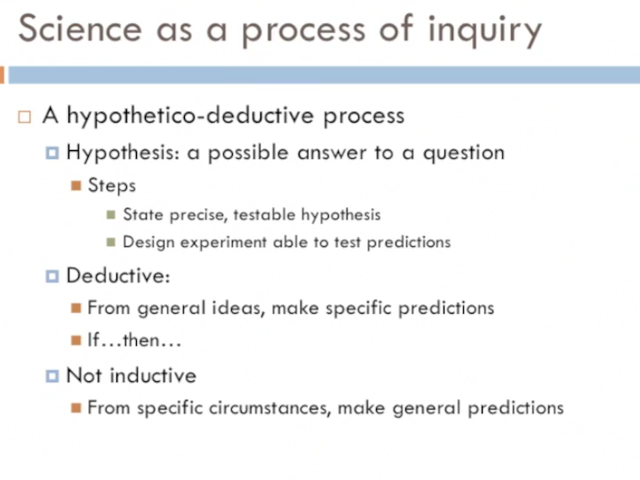 Science as a process of inquiry
A hypothetico-deductive process
Hypothesis: a possible answer to a question
Steps
State precise, testable hypothesis
Design experiment able to test predictions
Deductive:
From general ideas, make specific predictions
If...then...
Not inductive
From specific circumstances, make general predictions